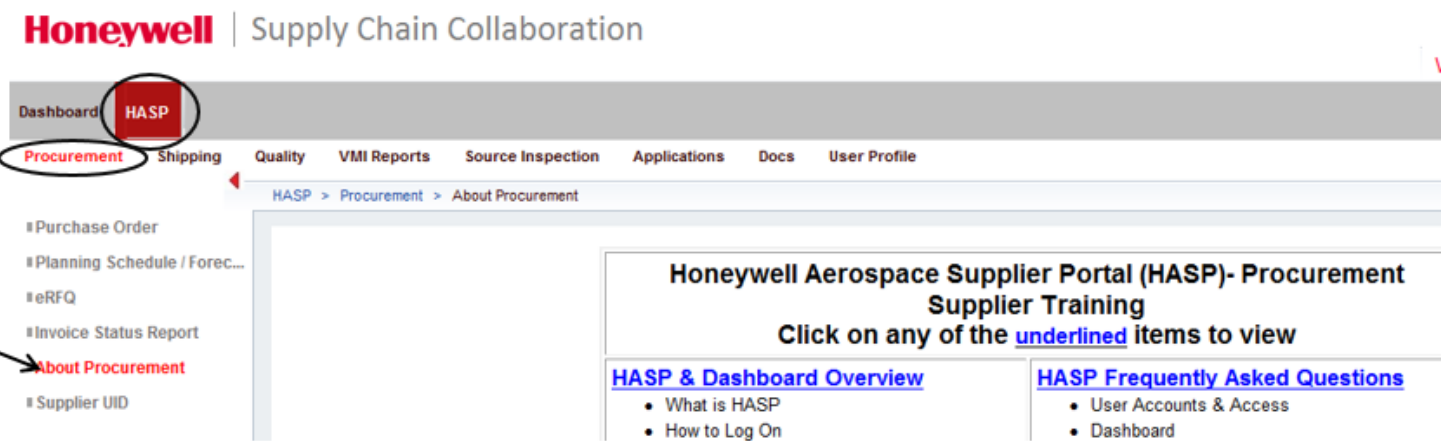 Honeywell | Supply Chain Collaboration
Dashboard HASP
Procurement Shipping Quality VMI Reports Source Inspection Applications Docs User Profile
HASP > Procurement > About Procurement
Purchase Order
Planning Schedule / Forec...
eRFQ
Invoice Status Report
About Procurement
Supplier UID
Honeywell Aerospace Supplier Portal (HASP)- Procurement
Supplier Training
Click on any of the underlined items to view
HASP & Dashboard Overview
• What is HASP
• How to Log On
HASP Frequently Asked Questions
• User Accounts & Access
• Dashboard